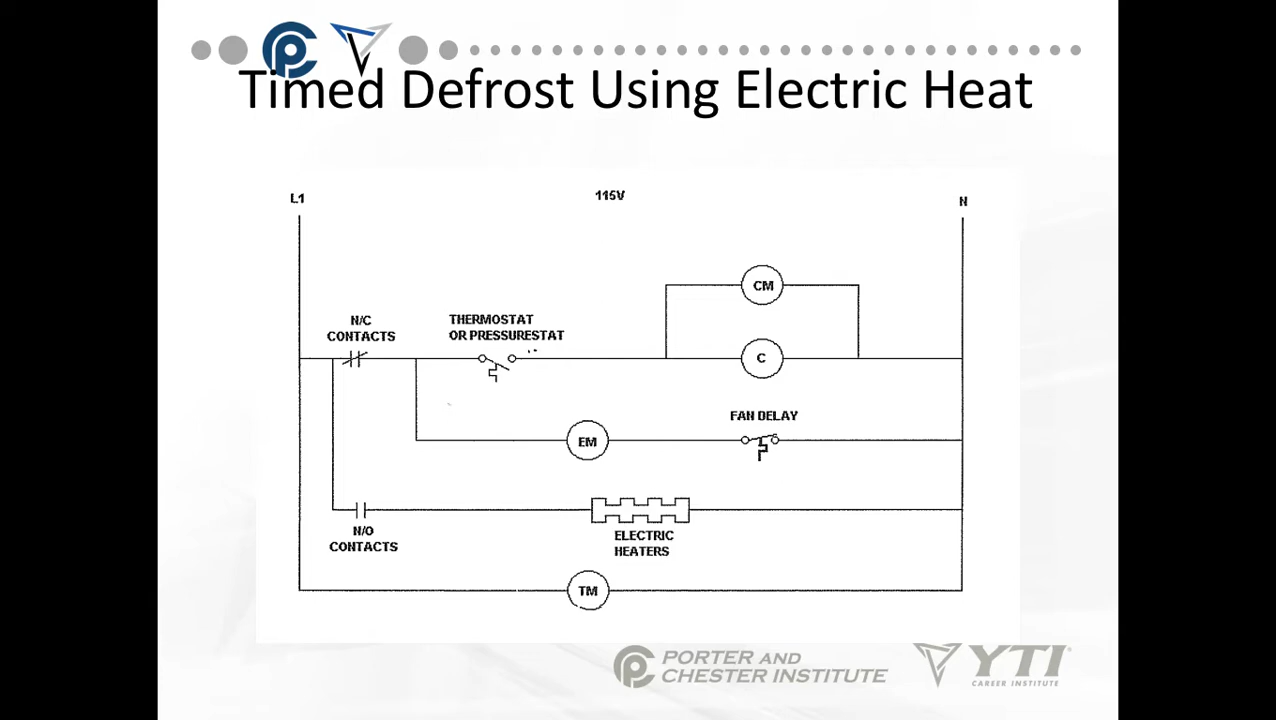 Timed Defrost Using Electric Heat
L1
115V
N
CM
N/C
CONTACTS
THERMOSTAT
OR PRESSURESTAT
C
FAN DELAY
EM
N/O
CONTACTS
ELECTRIC
HEATERS
TM
PORTER AND
CHESTER INSTITUTE
YTI
CAREER INSTITUTE